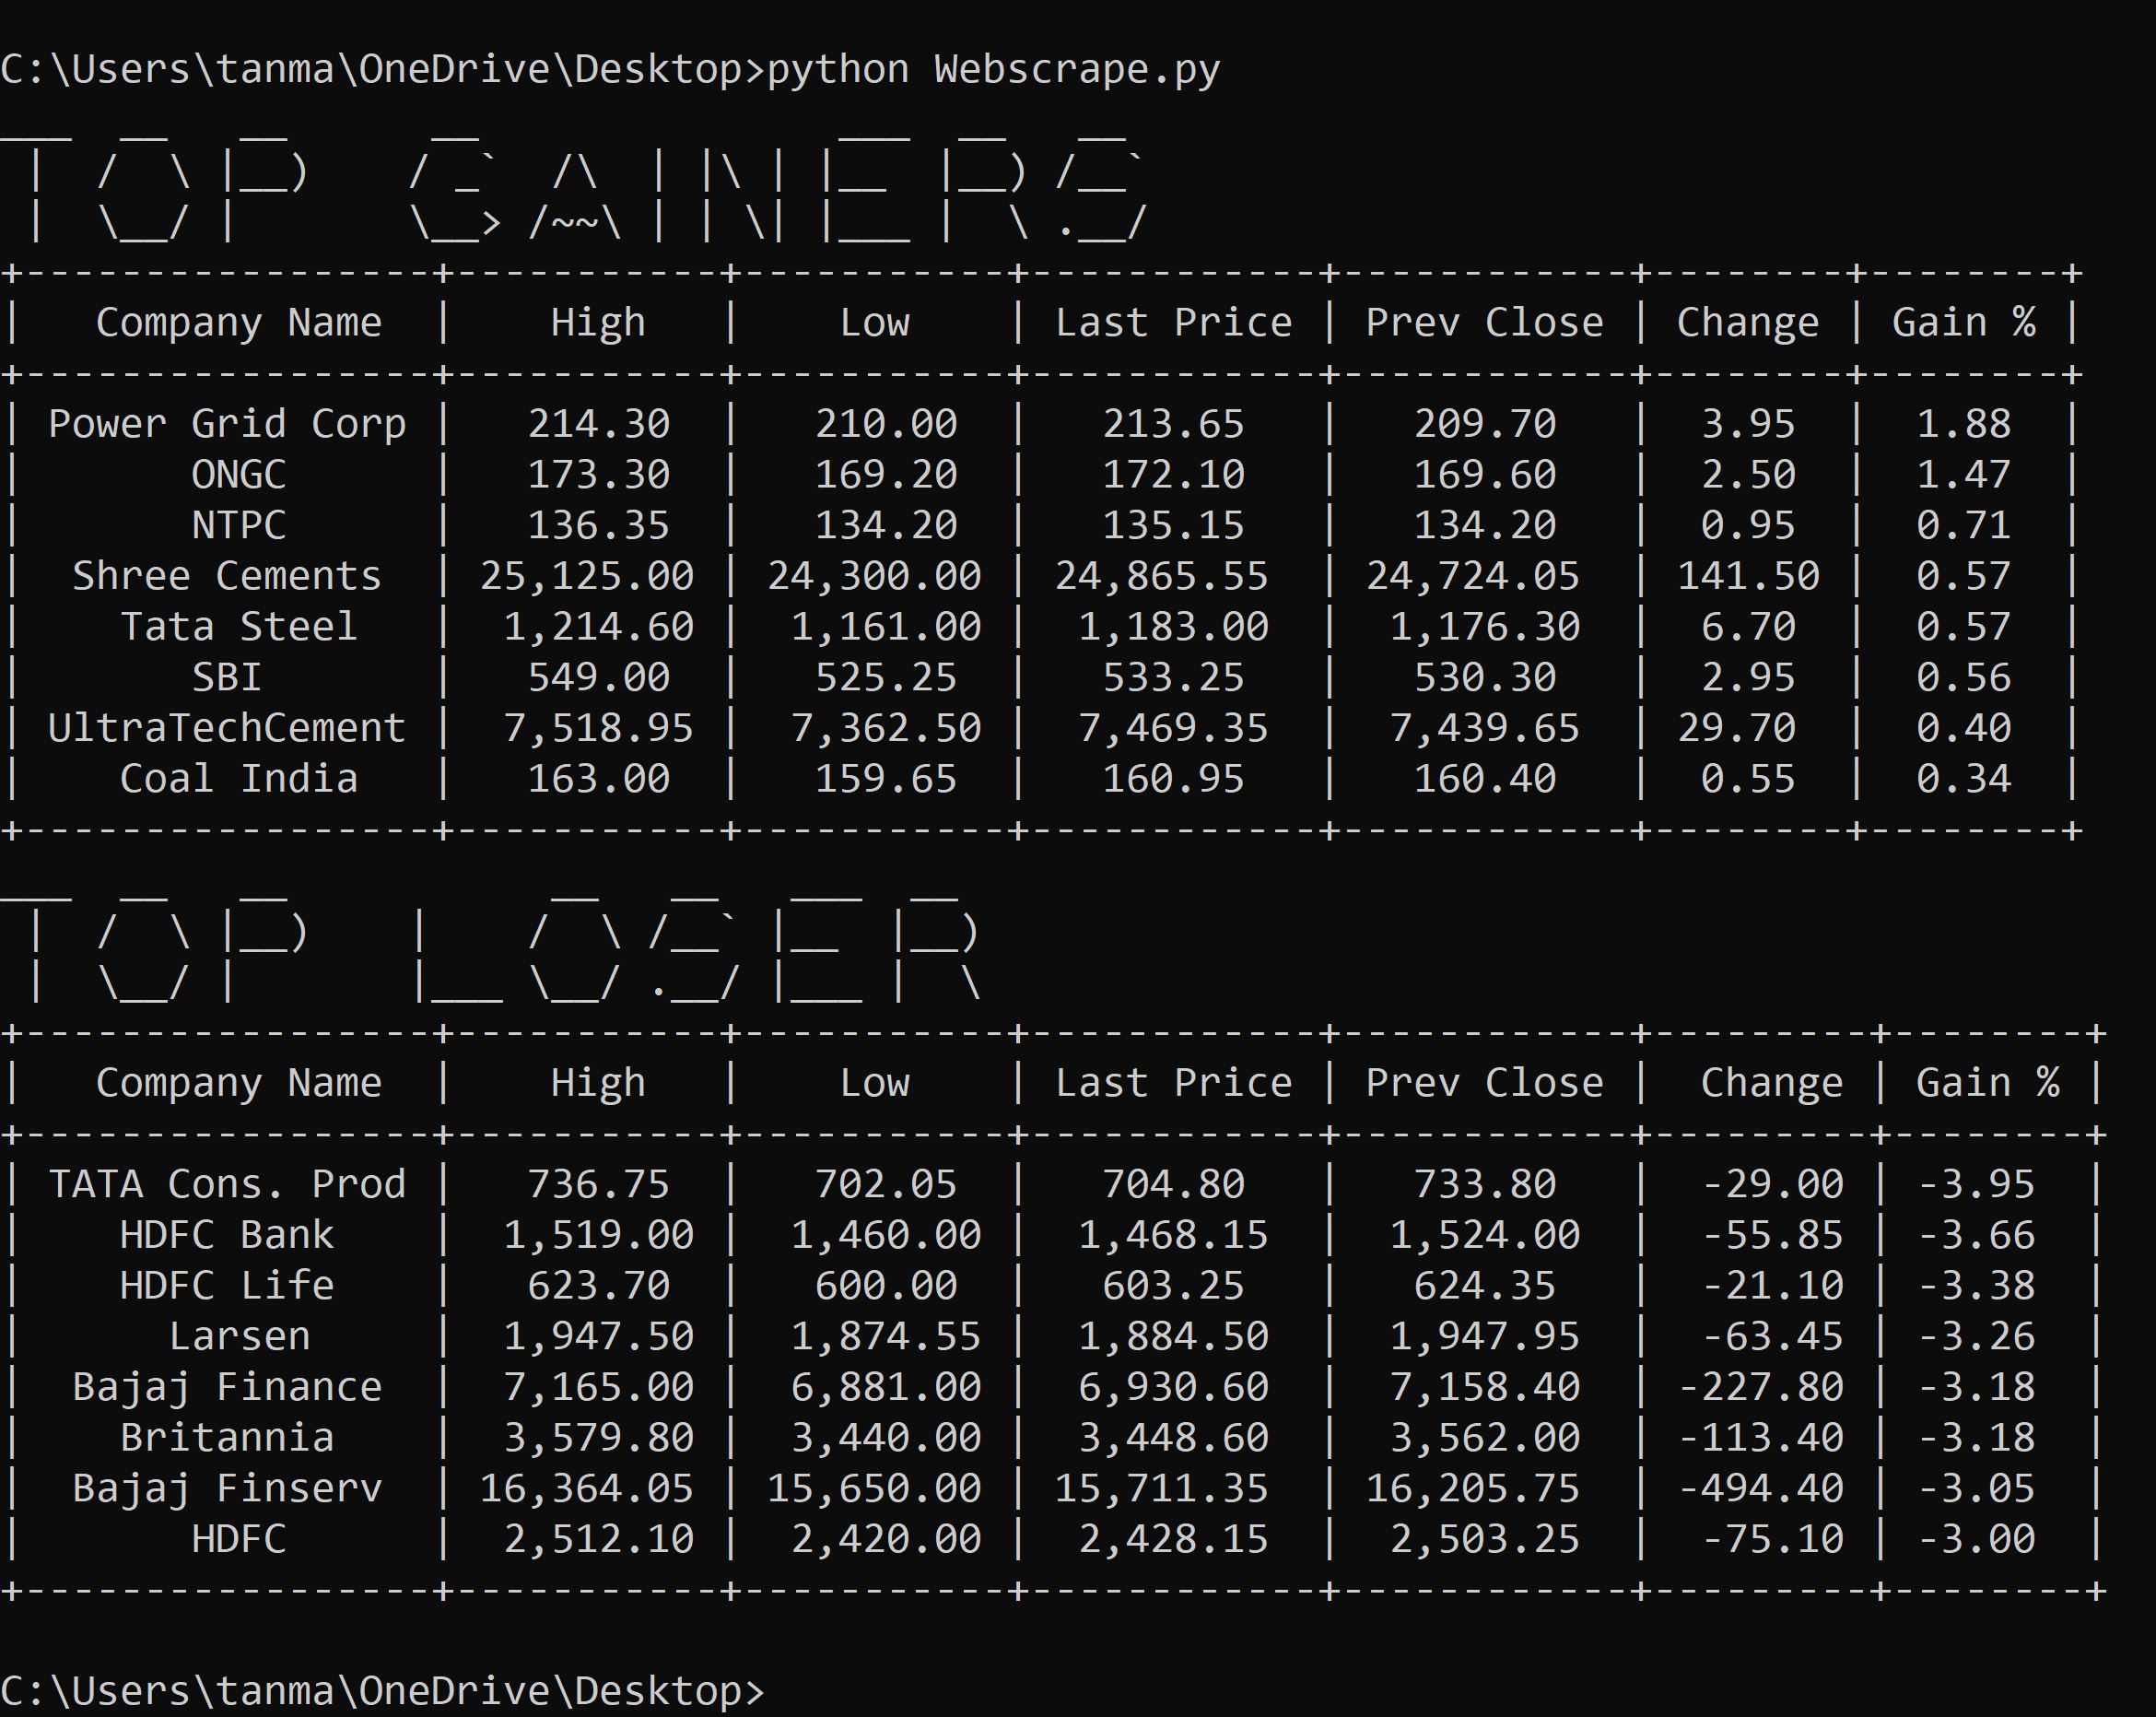 C:\Users\tanma\OneDrive\Desktop>python Webscrape.py
TOP GAINERS
+-----------------+-----------+-----------+------------+------------+--------+--------+
| Company Name | High | Low | Last Price | Prev Close | Change | Gain % |
+-----------------+-----------+-----------+------------+------------+--------+--------+
| Power Grid Corp | 214.30 | 210.00 | 213.65 | 209.70 | 3.95 | 1.88 |
| ONGC | 173.30 | 169.20 | 172.10 | 169.60 | 2.50 | 1.47 |
| NTPC | 136.35 | 134.20 | 135.15 | 134.20 | 0.95 | 0.71 |
| Shree Cements | 25,125.00 | 24,300.00 | 24,865.55 | 24,724.05 | 141.50 | 0.57 |
| Tata Steel | 1,214.60 | 1,161.00 | 1,183.00 | 1,176.30 | 6.70 | 0.57 |
| SBI | 549.00 | 525.25 | 533.25 | 530.30 | 2.95 | 0.56 |
| UltraTechCement | 7,518.95 | 7,362.50 | 7,469.35 | 7,439.65 | 29.70 | 0.40 |
| Coal India | 163.00 | 159.65 | 160.95 | 160.40 | 0.55 | 0.34 |
+-----------------+-----------+-----------+------------+------------+--------+--------+
TOP LOSER
+-----------------+-----------+-----------+------------+------------+---------+--------+
| Company Name | High | Low | Last Price | Prev Close | Change | Gain % |
+-----------------+-----------+-----------+------------+------------+---------+--------+
| TATA Cons. Prod | 736.75 | 702.05 | 704.80 | 733.80 | -29.00 | -3.95 |
| HDFC Bank | 1,519.00 | 1,460.00 | 1,468.15 | 1,524.00 | -55.85 | -3.66 |
| HDFC Life | 623.70 | 600.00 | 603.25 | 624.35 | -21.10 | -3.38 |
| Larsen | 1,947.50 | 1,874.55 | 1,884.50 | 1,947.95 | -63.45 | -3.26 |
| Bajaj Finance | 7,165.00 | 6,881.00 | 6,930.60 | 7,158.40 | -227.80 | -3.18 |
| Britannia | 3,579.80 | 3,440.00 | 3,448.60 | 3,562.00 | -113.40 | -3.18 |
| Bajaj Finserv | 16,364.05 | 15,650.00 | 15,711.35 | 16,205.75 | -494.40 | -3.05 |
| HDFC | 2,512.10 | 2,420.00 | 2,428.15 | 2,503.25 | -75.10 | -3.00 |
+-----------------+-----------+-----------+------------+------------+---------+--------+
C:\Users\tanma\OneDrive\Desktop>